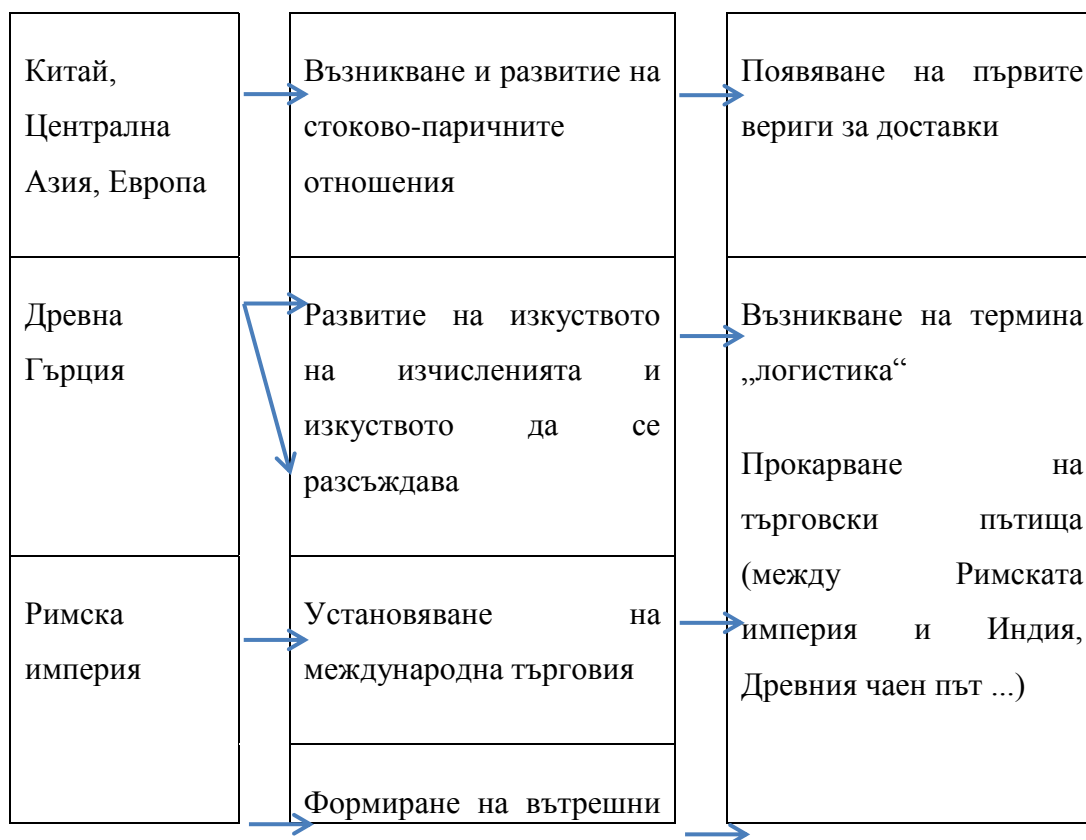 Китай,
Централна
Азия, Европа
Възникване и развитие на
стоково-паричните
отношения
Появяване на първите
вериги за доставки
Древна
Гърция
Развитие на изкуството
на изчисленията и
изкуството да се
разсъждава
Възникване на термина
„логистика“
Прокарване на
търговски пътища
(между Римската
империя и Индия,
Древния чаен път ...)
Римска
империя
Установяване на
международна търговия
Формиране на вътрешни